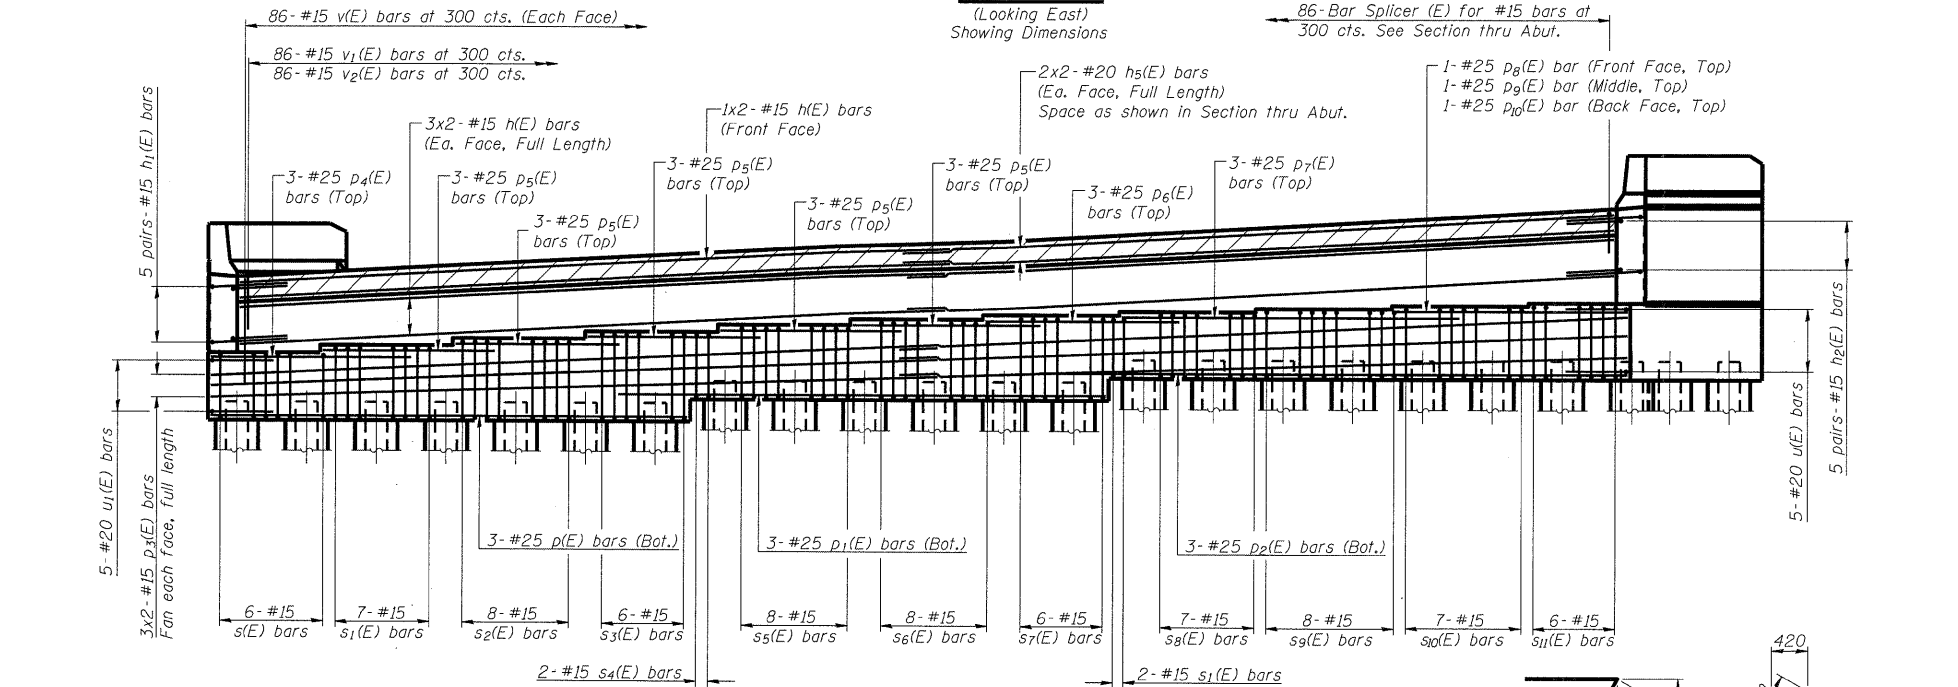 86-#15 v(E) bars at 300 cts. (Each Face)
86-#15 v1(E) bars at 300 cts.
86-#15 v2(E) bars at 300 cts.
(Looking East)
Showing Dimensions
86-Bar Splicer (E) for #15 bars at
300 cts. See Section thru Abut.
5 pairs-#15 h1(E) bars
3x2-#15 h(E) bars
(Ea. Face, Full Length)
1x2-#15 h(E) bars
(Front Face)
2x2-#20 h5(E) bars
(Ea. Face, Full Length)
Space as shown in Section thru Abut.
1-#25 p8(E) bar (Front Face, Top)
1-#25 p9(E) bar (Middle, Top)
1-#25 p10(E) bar (Back Face, Top)
3-#25 p4(E)
bars (Top)
3-#25 p5(E)
bars (Top)
3-#25 p5(E)
bars (Top)
3-#25 p5(E)
bars (Top)
3-#25 p5(E)
bars (Top)
3-#25 p5(E)
bars (Top)
3-#25 p6(E)
bars (Top)
3-#25 p7(E)
bars (Top)
5-#20 u1(E) bars
3x2-#15 p3(E) bars
Fan each face, full length
5-#20 u(E) bars
5 pairs-#15 h2(E) bars
3-#25 p(E) bars (Bot.)
3-#25 p1(E) bars (Bot.)
3-#25 p2(E) bars (Bot.)
6-#15
s(E) bars
7-#15
s1(E) bars
8-#15
s2(E) bars
6-#15
s3(E) bars
8-#15
s5(E) bars
8-#15
s6(E) bars
6-#15
s7(E) bars
7-#15
s8(E) bars
8-#15
s9(E) bars
7-#15
s10(E) bars
6-#15
s11(E) bars
2-#15 s4(E) bars
2-#15 s1(E) bars
420